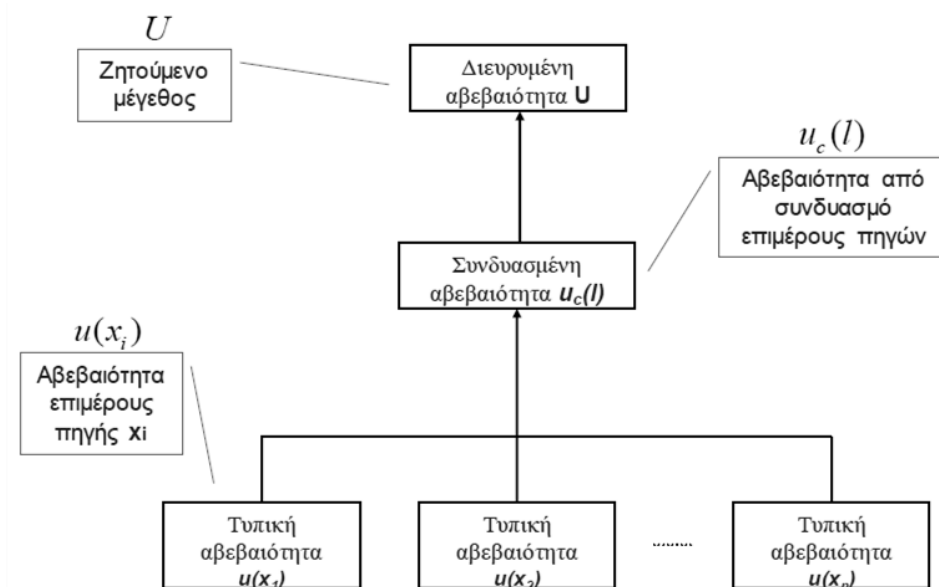 U
Ζητούμενο
μέγεθος
Διευρυμένη
αβεβαιότητα U
u_c(l)
Αβεβαιότητα από
συνδυασμό
επιμέρους πηγών
Συνδυασμένη
αβεβαιότητα u_c(l)
u(x_i)
Αβεβαιότητα
επιμέρους
πηγής xi
Τυπική
αβεβαιότητα
u(x_1)
Τυπική
αβεβαιότητα
u(x_2)
........
Τυπική
αβεβαιότητα
u(x_n)